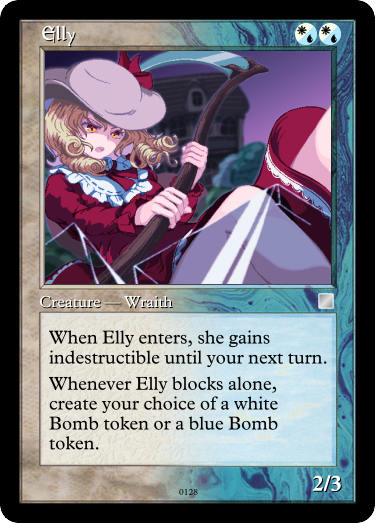 Elly
Creature — Wraith
When Elly enters, she gains
indestructible until your next turn.
Whenever Elly blocks alone,
create your choice of a white
Bomb token or a blue Bomb
token.
2/3
0128